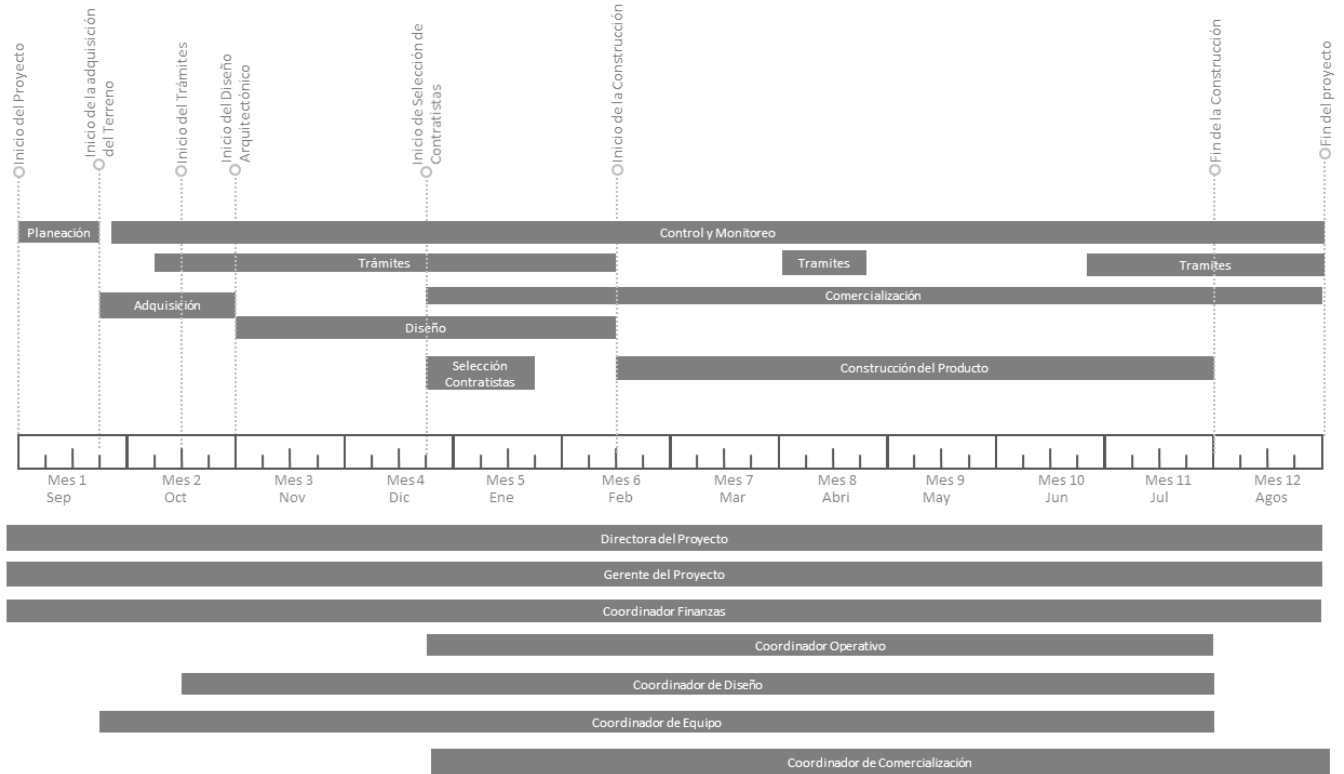 Inicio del Proyecto
Inicio de la adquisición
del Terreno
Inicio del Trámites
Inicio del Diseño
Arquitectónico
Inicio de Selección de
Contratistas
Inicio de la Construcción
Fin de la Construcción
Fin del proyecto
Planeación
Control y Monitoreo
Trámites
Tramites
Tramites
Adquisición
Comercialización
Diseño
Selección
Contratistas
Construcción del Producto
Mes 1
Sep
Mes 2
Oct
Mes 3
Nov
Mes 4
Dic
Mes 5
Ene
Mes 6
Feb
Mes 7
Mar
Mes 8
Abri
Mes 9
May
Mes 10
Jun
Mes 11
Jul
Mes 12
Agos
Directora del Proyecto
Gerente del Proyecto
Coordinador Finanzas
Coordinador Operativo
Coordinador de Diseño
Coordinador de Equipo
Coordinador de Comercialización